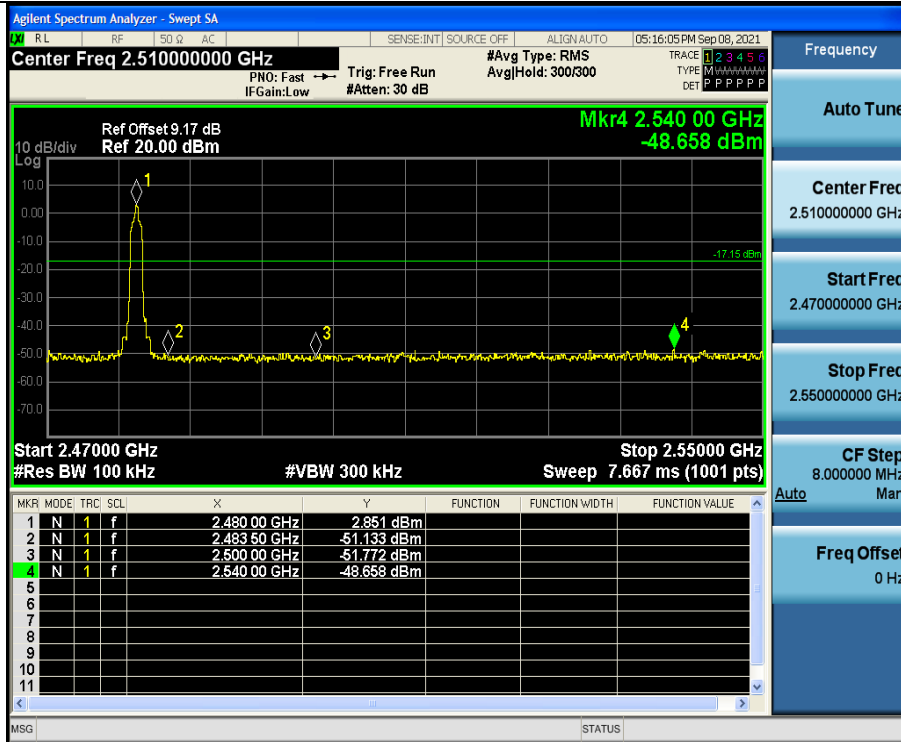 Agilent Spectrum Analyzer - Swept SA
LXI RL RF 50 Ω AC SENSE:INT SOURCE OFF ALIGN AUTO 05:16:05 PM Sep 08, 2021
Center Freq 2.510000000 GHz
PNO: Fast
IFGain:Low
Trig: Free Run
#Atten: 30 dB
#Avg Type: RMS
Avg|Hold: 300/300
TRACE 1 2 3 4 5 6
TYPE M
DET P P P P P P
Mkr4 2.540 00 GHz
-48.658 dBm
Ref Offset 9.17 dB
10 dB/div Ref 20.00 dBm
Log
10.0
0.00
-10.0
-20.0
-30.0
-40.0
-50.0
-60.0
-70.0
1
-17.15 dBm
2
3
4
Start 2.47000 GHz Stop 2.55000 GHz
#Res BW 100 kHz #VBW 300 kHz Sweep 7.667 ms (1001 pts)
MKR MODE TRC SCL X Y FUNCTION FUNCTION WIDTH FUNCTION VALUE
1 N 1 f 2.480 00 GHz 2.851 dBm
2 N 1 f 2.483 50 GHz -51.133 dBm
3 N 1 f 2.500 00 GHz -51.772 dBm
4 N 1 f 2.540 00 GHz -48.658 dBm
5
6
7
8
9
10
11
MSG STATUS
Frequency
Auto Tune
Center Freq
2.510000000 GHz
Start Freq
2.470000000 GHz
Stop Freq
2.550000000 GHz
CF Step
8.000000 MHz
Auto Man
Freq Offset
0 Hz